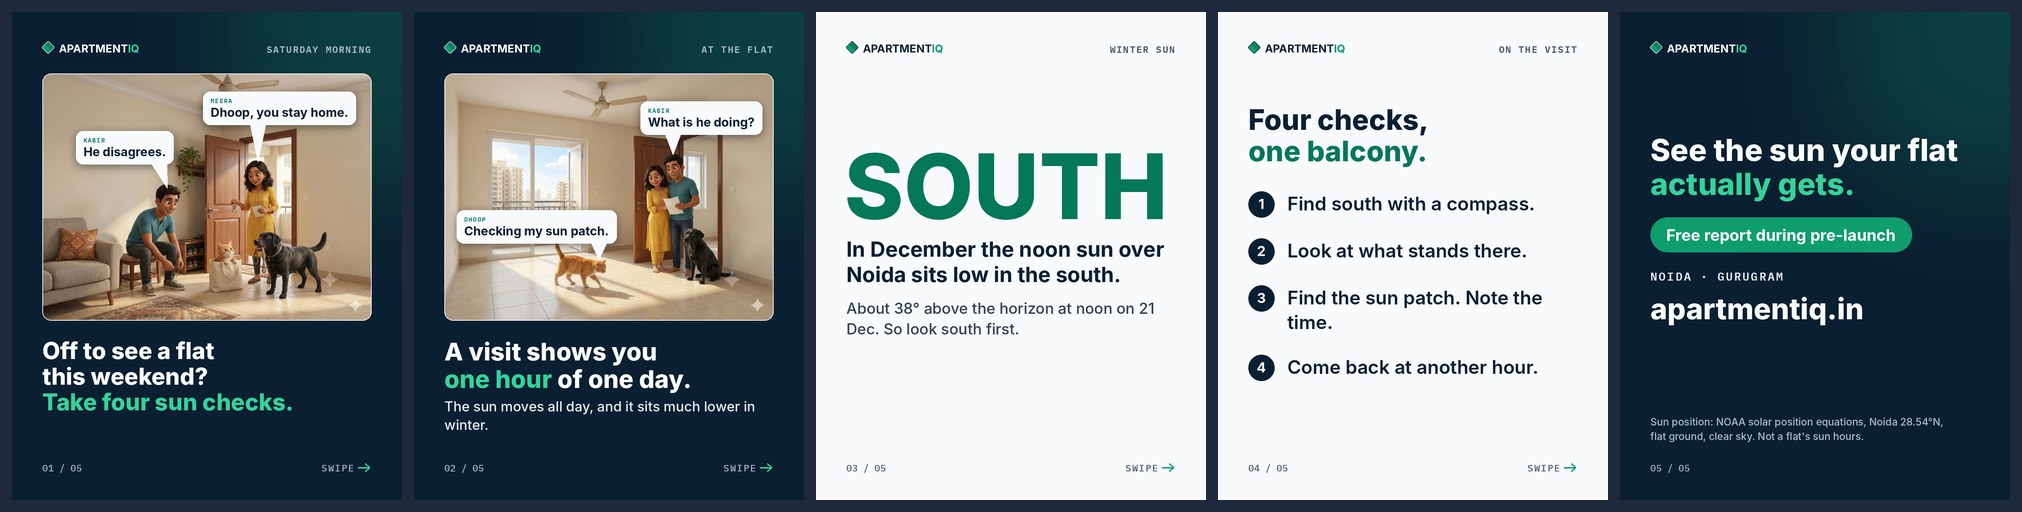 APARTMENTIQ
SATURDAY MORNING
MEERA
Dhoop, you stay home.
KABIR
He disagrees.
Off to see a flat
this weekend?
Take four sun checks.
01 / 05
SWIPE
APARTMENTIQ
AT THE FLAT
KABIR
What is he doing?
DHOOP
Checking my sun patch.
A visit shows you
one hour of one day.
The sun moves all day, and it sits much lower in
winter.
02 / 05
SWIPE
APARTMENTIQ
WINTER SUN
SOUTH
In December the noon sun over
Noida sits low in the south.
About 38° above the horizon at noon on 21
Dec. So look south first.
03 / 05
SWIPE
APARTMENTIQ
ON THE VISIT
Four checks,
one balcony.
1 Find south with a compass.
2 Look at what stands there.
3 Find the sun patch. Note the
time.
4 Come back at another hour.
04 / 05
SWIPE
APARTMENTIQ
See the sun your flat
actually gets.
Free report during pre-launch
NOIDA · GURUGRAM
apartmentiq.in
Sun position: NOAA solar position equations, Noida 28.54°N,
flat ground, clear sky. Not a flat's sun hours.
05 / 05